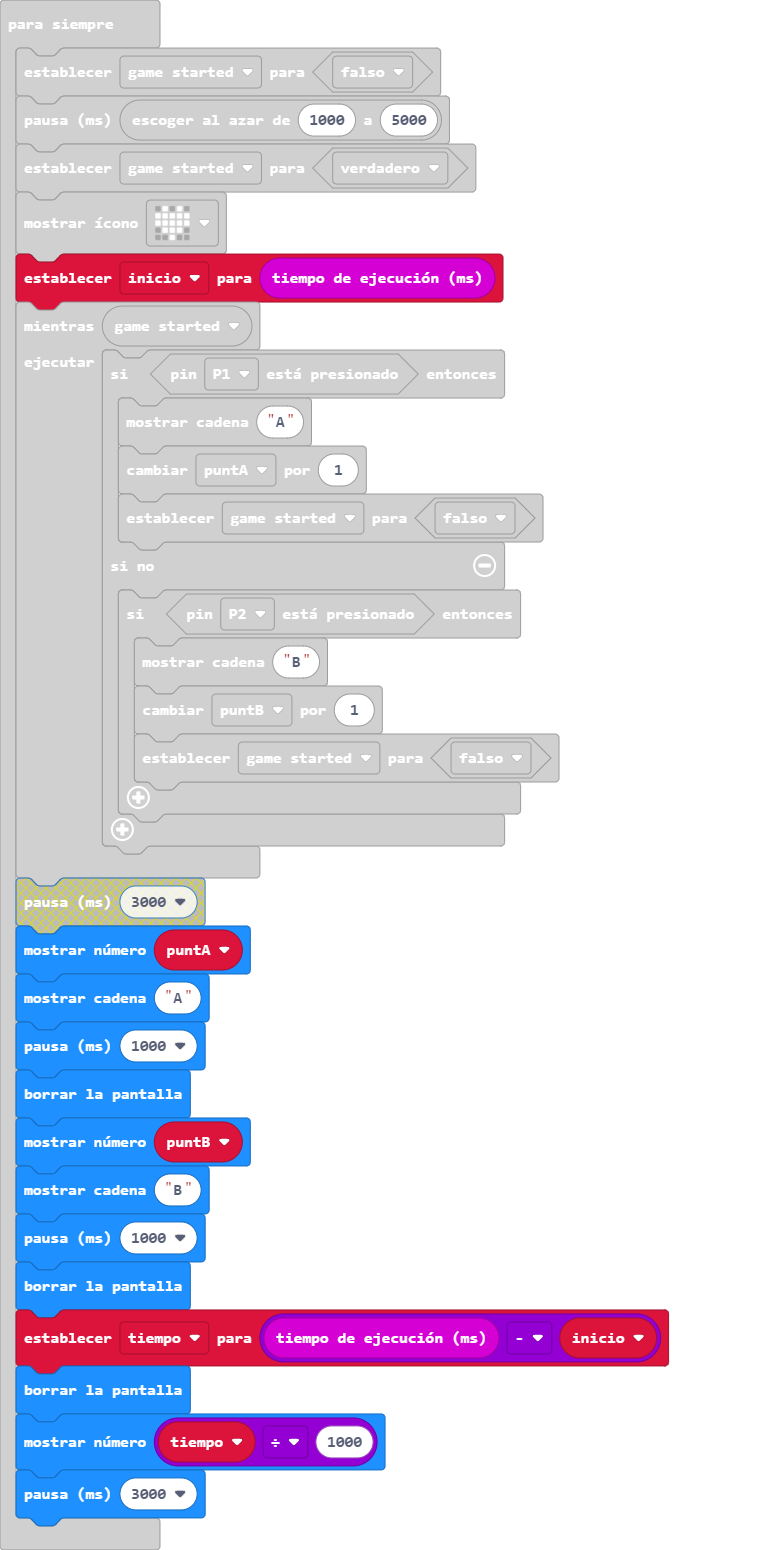 para siempre
establecer game started para falso
pausa (ms) escoger al azar de 1000 a 5000
establecer game started para verdadero
mostrar ícono
establecer inicio para tiempo de ejecución (ms)
mientras game started
ejecutar
si pin P1 está presionado entonces
mostrar cadena "A"
cambiar puntA por 1
establecer game started para falso
si no
si pin P2 está presionado entonces
mostrar cadena "B"
cambiar puntB por 1
establecer game started para falso
pausa (ms) 3000
mostrar número puntA
mostrar cadena "A"
pausa (ms) 1000
borrar la pantalla
mostrar número puntB
mostrar cadena "B"
pausa (ms) 1000
borrar la pantalla
establecer tiempo para tiempo de ejecución (ms) - inicio
borrar la pantalla
mostrar número tiempo ÷ 1000
pausa (ms) 3000